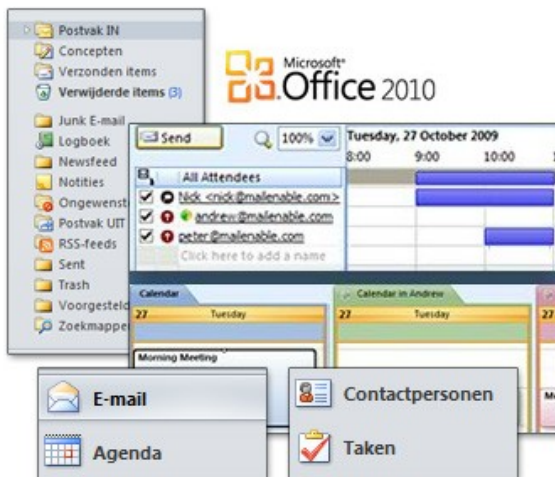 Postvak IN
Concepten
Verzonden items
Verwijderde items (3)
Junk E-mail
Logboek
Newsfeed
Notities
Ongewenst
Postvak UIT
RSS-feeds
Sent
Trash
Voorgesteld
Zoekmappe
Microsoft®
Office 2010
Send
100%
Tuesday, 27 October 2009
8:00 9:00 10:00 1
All Attendees
Nick <nick@mailenable.com>
andrew@mailenable.com
peter@mailenable.com
Click here to add a name
Calendar
Calendar in Andrew
27 Tuesday
27 Tuesday
27
Morning Meeting
E-mail
Agenda
Contactpersonen
Taken